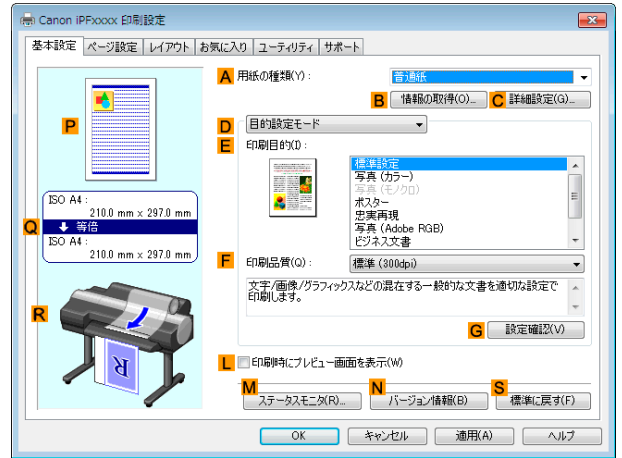 Canon iPFxxxx 印刷設定
基本設定 ページ設定 レイアウト お気に入り ユーティリティ サポート
A 用紙の種類(Y)： 普通紙
B 情報の取得(O)... C 詳細設定(G)...
P
D 目的設定モード
E 印刷目的(I)：
標準設定
写真 (カラー)
写真 (モノクロ)
ポスター
忠実再現
写真 (Adobe RGB)
ビジネス文書
ISO A4：
210.0 mm x 297.0 mm
Q 等倍
ISO A4：
210.0 mm x 297.0 mm
F 印刷品質(Q)： 標準 (300dpi)
文字/画像/グラフィックスなどの混在する一般的な文書を適切な設定で
印刷します。
R
G 設定確認(V)
R
L 印刷時にプレビュー画面を表示(W)
M ステータスモニタ(R)... N バージョン情報(B) S 標準に戻す(F)
OK キャンセル 適用(A) ヘルプ